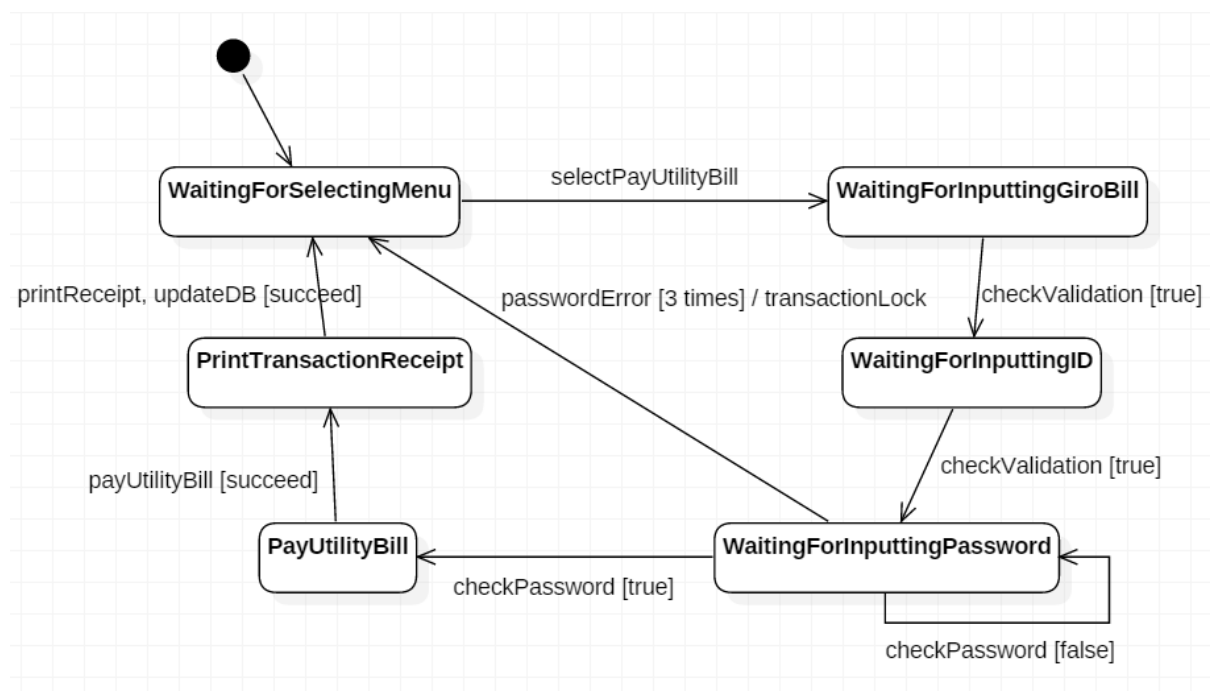 selectPayUtilityBill
WaitingForSelectingMenu
WaitingForInputtingGiroBill
printReceipt, updateDB [succeed]
passwordError [3 times] / transactionLock
checkValidation [true]
PrintTransactionReceipt
WaitingForInputtingID
checkValidation [true]
payUtilityBill [succeed]
PayUtilityBill
WaitingForInputtingPassword
checkPassword [true]
checkPassword [false]